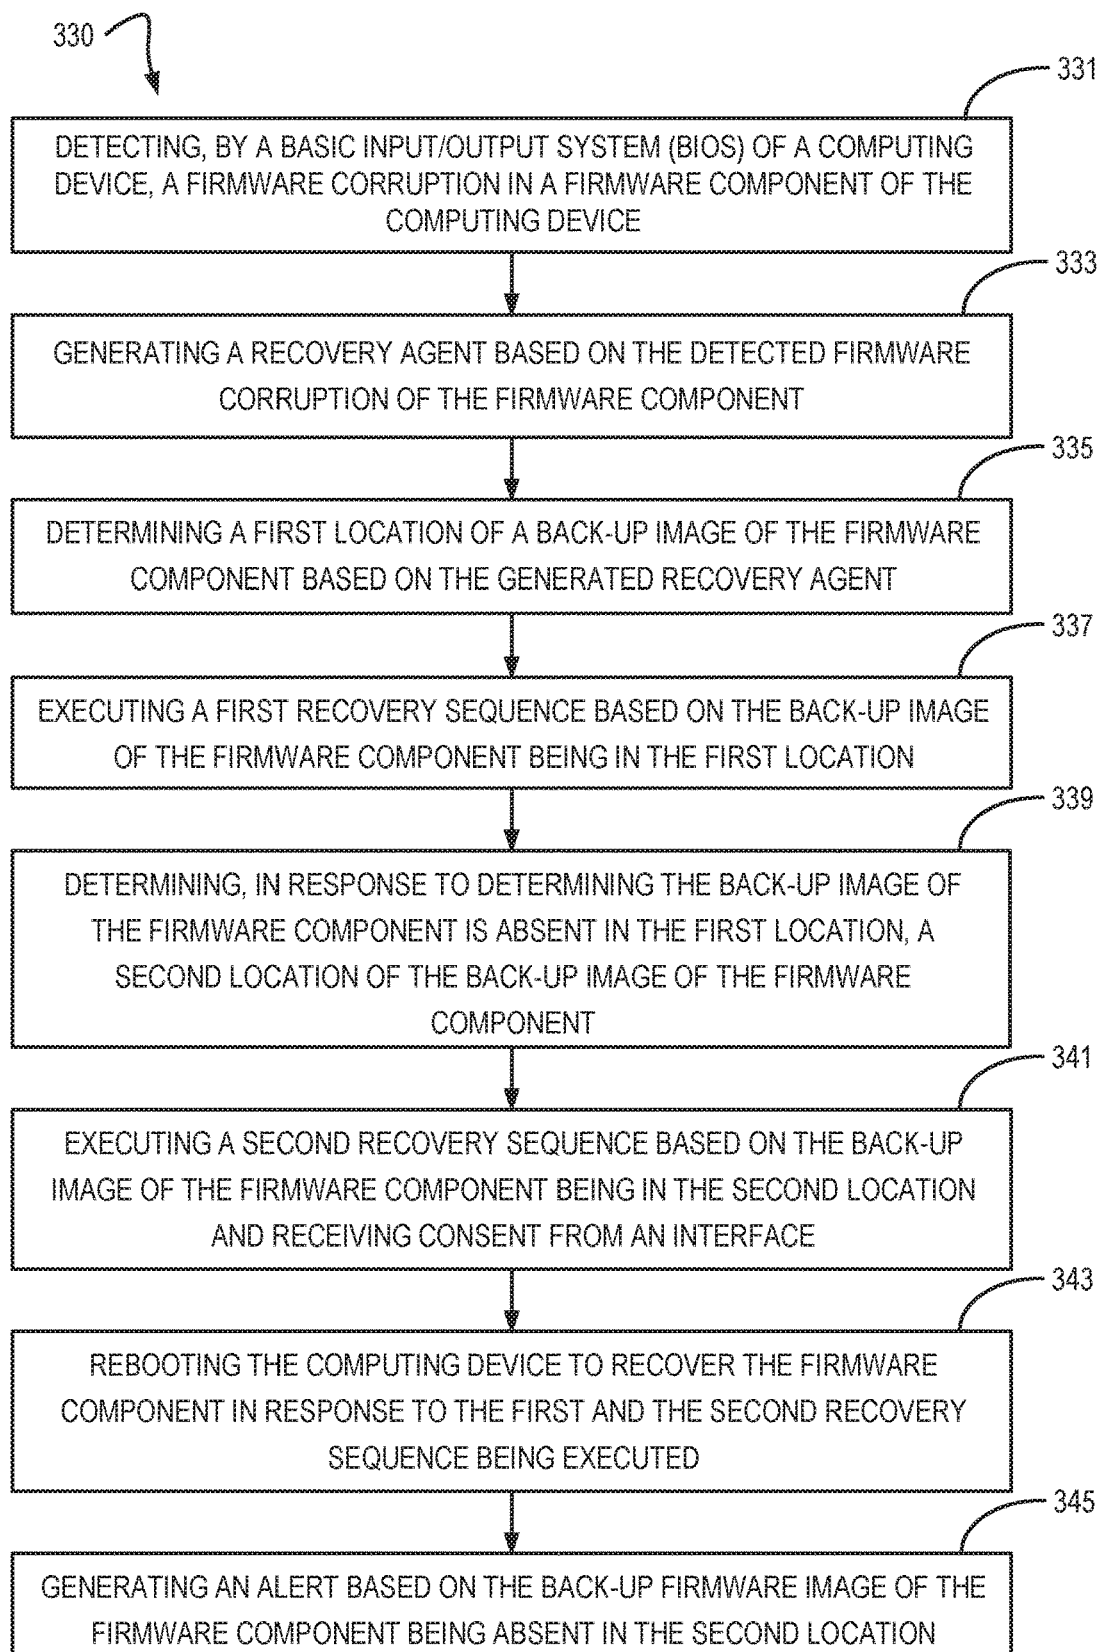 330
331
DETECTING, BY A BASIC INPUT/OUTPUT SYSTEM (BIOS) OF A COMPUTING
DEVICE, A FIRMWARE CORRUPTION IN A FIRMWARE COMPONENT OF THE
COMPUTING DEVICE
333
GENERATING A RECOVERY AGENT BASED ON THE DETECTED FIRMWARE
CORRUPTION OF THE FIRMWARE COMPONENT
335
DETERMINING A FIRST LOCATION OF A BACK-UP IMAGE OF THE FIRMWARE
COMPONENT BASED ON THE GENERATED RECOVERY AGENT
337
EXECUTING A FIRST RECOVERY SEQUENCE BASED ON THE BACK-UP IMAGE
OF THE FIRMWARE COMPONENT BEING IN THE FIRST LOCATION
339
DETERMINING, IN RESPONSE TO DETERMINING THE BACK-UP IMAGE OF
THE FIRMWARE COMPONENT IS ABSENT IN THE FIRST LOCATION, A
SECOND LOCATION OF THE BACK-UP IMAGE OF THE FIRMWARE
COMPONENT
341
EXECUTING A SECOND RECOVERY SEQUENCE BASED ON THE BACK-UP
IMAGE OF THE FIRMWARE COMPONENT BEING IN THE SECOND LOCATION
AND RECEIVING CONSENT FROM AN INTERFACE
343
REBOOTING THE COMPUTING DEVICE TO RECOVER THE FIRMWARE
COMPONENT IN RESPONSE TO THE FIRST AND THE SECOND RECOVERY
SEQUENCE BEING EXECUTED
345
GENERATING AN ALERT BASED ON THE BACK-UP FIRMWARE IMAGE OF THE
FIRMWARE COMPONENT BEING ABSENT IN THE SECOND LOCATION